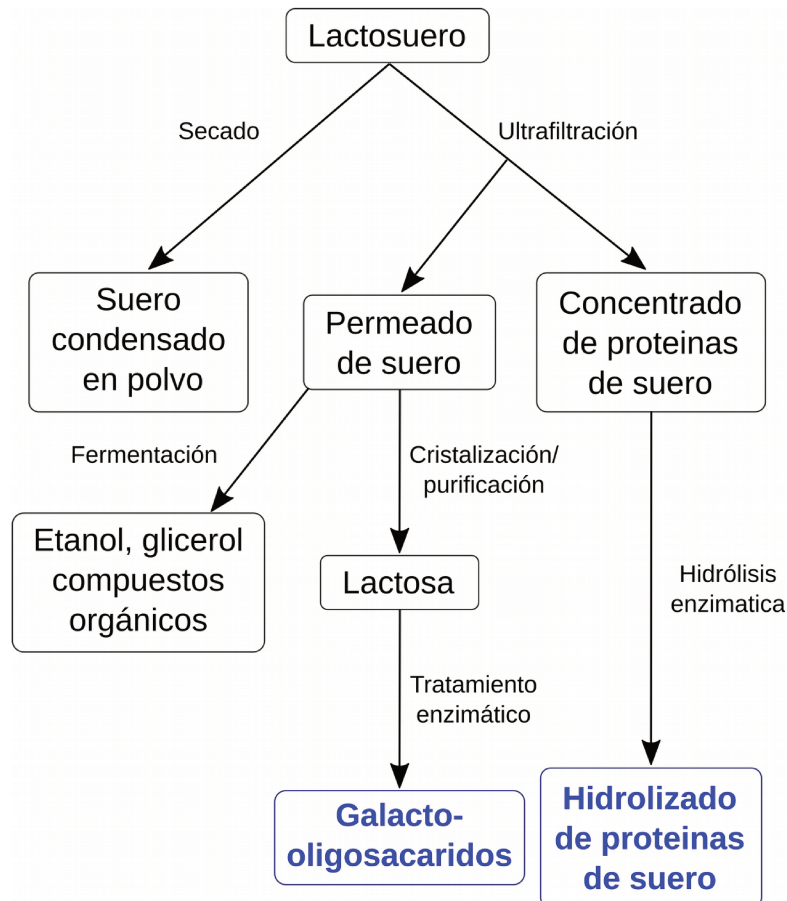 Lactosuero
Secado
Ultrafiltración
Suero
condensado
en polvo
Permeado
de suero
Concentrado
de proteinas
de suero
Fermentación
Cristalización/
purificación
Etanol, glicerol
compuestos
orgánicos
Lactosa
Hidrólisis
enzimatica
Tratamiento
enzimático
Galacto-
oligosacaridos
Hidrolizado
de proteinas
de suero